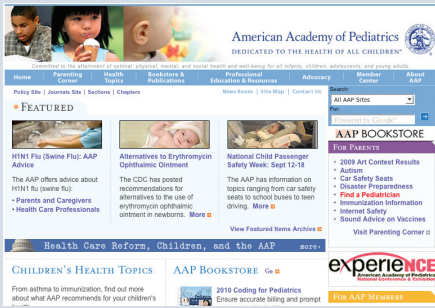 American Academy of Pediatrics
DEDICATED TO THE HEALTH OF ALL CHILDREN™
Committed to the attainment of optimal physical, mental, and social health and well-being for all infants, children, adolescents, and young adults.
Home
Parenting Corner
Health Topics
Bookstore & Publications
Professional Education & Resources
Advocacy
Member Center
About AAP
Policy Site | Journals Site | Sections | Chapters
News Room | Site Map | Contact Us
Search:
All AAP Sites
For:
Powered by Google™
FEATURED
H1N1 Flu (Swine Flu): AAP
Advice
The AAP offers advice about
H1N1 flu (swine flu):
• Parents and Caregivers
• Health Care Professionals
Alternatives to Erythromycin
Ophthalmic Ointment
The CDC has posted
recommendations for
alternatives to the use of
erythromycin ophthalmic
ointment in newborns. More
National Child Passenger
Safety Week: Sept 12-18
The AAP has information on
topics ranging from car safety
seats to school buses to teen
driving. More
View Featured Items Archive
AAP BOOKSTORE
FOR PARENTS
2009 Art Contest Results
Autism
Car Safety Seats
Disaster Preparedness
Find a Pediatrician
Immunization Information
Internet Safety
Sound Advice on Vaccines
Visit Parenting Corner
Health Care Reform, Children, and the AAP more›
CHILDREN'S HEALTH TOPICS
From asthma to immunization, find out more
about what AAP recommends for your children's
AAP BOOKSTORE Go
2010 Coding for Pediatrics
Ensure accurate billing and prompt
experieNCE
American Academy of Pediatrics
National Conference & Exhibition
FOR AAP MEMBERS